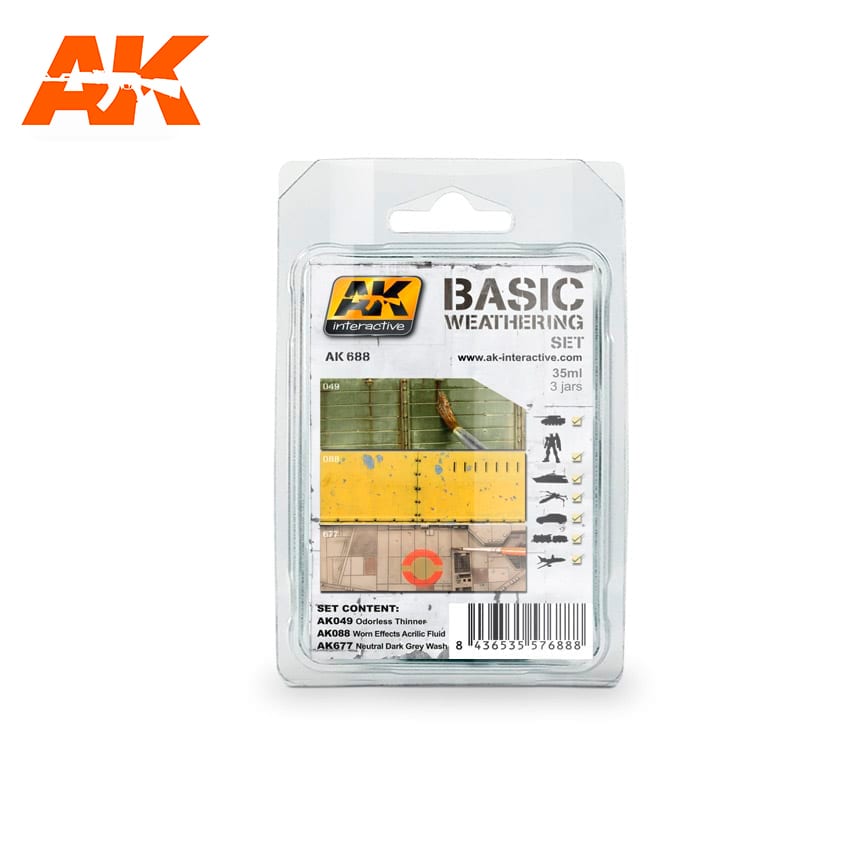 AK
AK
interactive
BASIC
WEATHERING
SET
AK 688
www.ak-interactive.com
35ml
3 jars
049
088
677
SET CONTENT:
AK049 Odorless Thinner
AK088 Worn Effects Acrilic Fluid
AK677 Neutral Dark Grey Wash
8 436535 576888